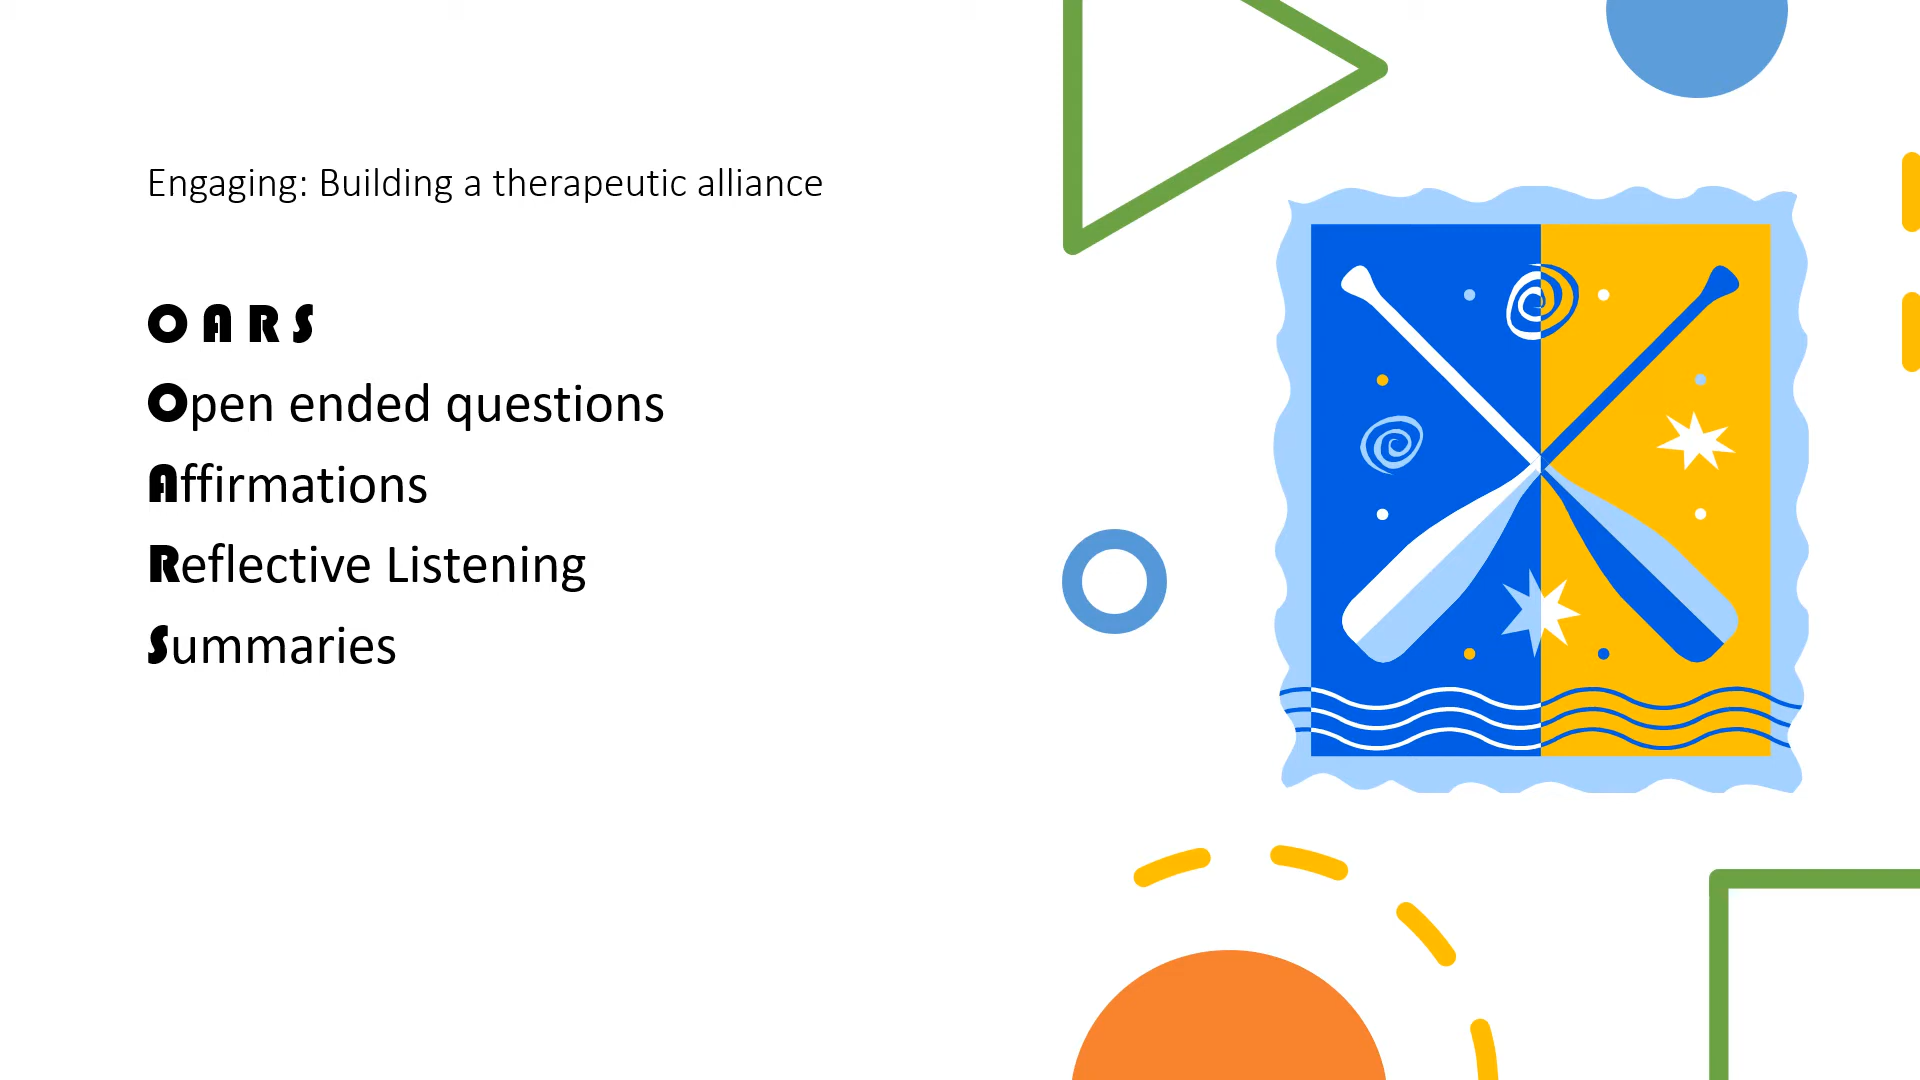 Engaging: Building a therapeutic alliance
O A R S
Open ended questions
Affirmations
Reflective Listening
Summaries